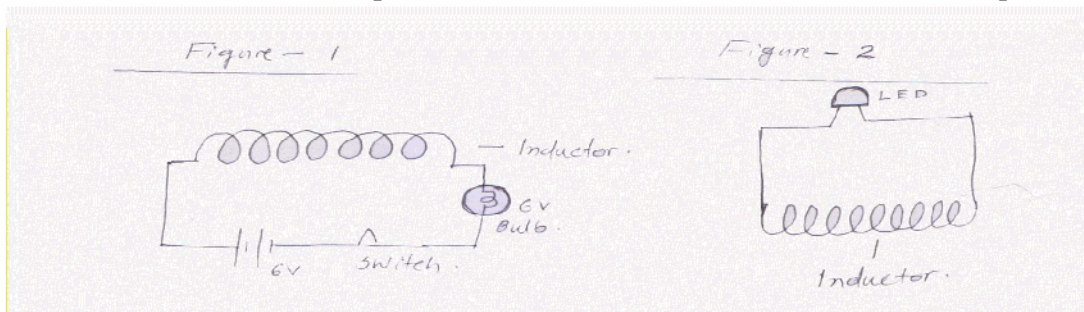 Figure - 1
Inductor.
6V
Bulb.
6V
Switch.
Figure - 2
LED
Inductor.